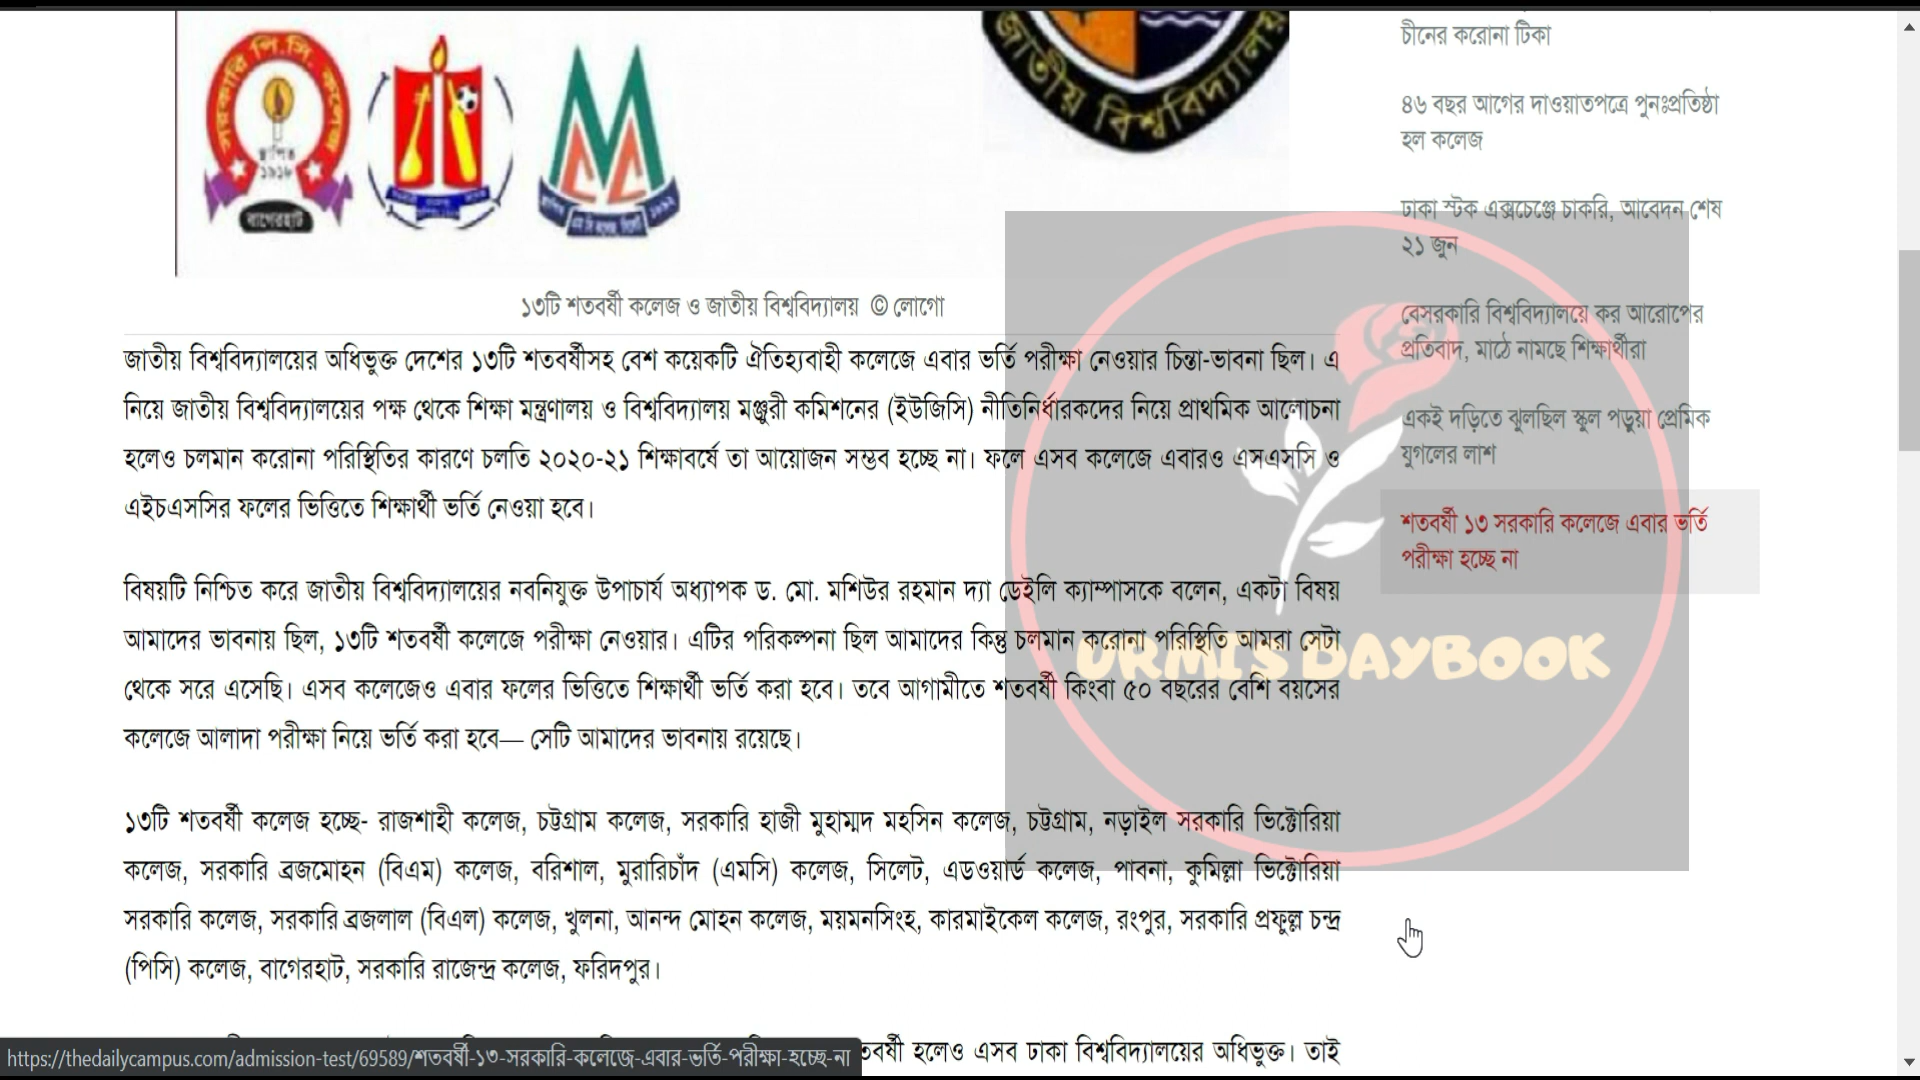 সরকারি পি.সি. কলেজ
স্থাপিত
১৯১৮
বাগেরহাট
জাতীয় বিশ্ববিদ্যালয়
১৩টি শতবর্ষী কলেজ ও জাতীয় বিশ্ববিদ্যালয় © লোগো
জাতীয় বিশ্ববিদ্যালয়ের অধিভুক্ত দেশের ১৩টি শতবর্ষীসহ বেশ কয়েকটি ঐতিহ্যবাহী কলেজে এবার ভর্তি পরীক্ষা নেওয়ার চিন্তা-ভাবনা ছিল। এ
নিয়ে জাতীয় বিশ্ববিদ্যালয়ের পক্ষ থেকে শিক্ষা মন্ত্রণালয় ও বিশ্ববিদ্যালয় মঞ্জুরী কমিশনের (ইউজিসি) নীতিনির্ধারকদের নিয়ে প্রাথমিক আলোচনা
হলেও চলমান করোনা পরিস্থিতির কারণে চলতি ২০২০-২১ শিক্ষাবর্ষে তা আয়োজন সম্ভব হচ্ছে না। ফলে এসব কলেজে এবারও এসএসসি ও
এইচএসসির ফলের ভিত্তিতে শিক্ষার্থী ভর্তি নেওয়া হবে।
বিষয়টি নিশ্চিত করে জাতীয় বিশ্ববিদ্যালয়ের নবনিযুক্ত উপাচার্য অধ্যাপক ড. মো. মশিউর রহমান দ্যা ডেইলি ক্যাম্পাসকে বলেন, একটা বিষয়
আমাদের ভাবনায় ছিল, ১৩টি শতবর্ষী কলেজে পরীক্ষা নেওয়ার। এটির পরিকল্পনা ছিল আমাদের কিন্তু চলমান করোনা পরিস্থিতি আমরা সেটা
থেকে সরে এসেছি। এসব কলেজেও এবার ফলের ভিত্তিতে শিক্ষার্থী ভর্তি করা হবে। তবে আগামীতে শতবর্ষী কিংবা ৫০ বছরের বেশি বয়সের
কলেজে আলাদা পরীক্ষা নিয়ে ভর্তি করা হবে— সেটি আমাদের ভাবনায় রয়েছে।
১৩টি শতবর্ষী কলেজ হচ্ছে- রাজশাহী কলেজ, চট্টগ্রাম কলেজ, সরকারি হাজী মুহাম্মদ মহসিন কলেজ, চট্টগ্রাম, নড়াইল সরকারি ভিক্টোরিয়া
কলেজ, সরকারি ব্রজমোহন (বিএম) কলেজ, বরিশাল, মুরারিচাঁদ (এমসি) কলেজ, সিলেট, এডওয়ার্ড কলেজ, পাবনা, কুমিল্লা ভিক্টোরিয়া
সরকারি কলেজ, সরকারি ব্রজলাল (বিএল) কলেজ, খুলনা, আনন্দ মোহন কলেজ, ময়মনসিংহ, কারমাইকেল কলেজ, রংপুর, সরকারি প্রফুল্ল চন্দ্র
(পিসি) কলেজ, বাগেরহাট, সরকারি রাজেন্দ্র কলেজ, ফরিদপুর।
তবর্ষী হলেও এসব ঢাকা বিশ্ববিদ্যালয়ের অধিভুক্ত। তাই
https://thedailycampus.com/admission-test/69589/শতবর্ষী-১৩-সরকারি-কলেজে-এবার-ভর্তি-পরীক্ষা-হচ্ছে-না
চীনের করোনা টিকা
৪৬ বছর আগের দাওয়াতপত্রে পুনঃপ্রতিষ্ঠা
হল কলেজ
ঢাকা স্টক এক্সচেঞ্জে চাকরি, আবেদন শেষ
২১ জুন
বেসরকারি বিশ্ববিদ্যালয়ে কর আরোপের
প্রতিবাদ, মাঠে নামছে শিক্ষার্থীরা
একই দড়িতে ঝুলছিল স্কুল পড়ুয়া প্রেমিক
যুগলের লাশ
শতবর্ষী ১৩ সরকারি কলেজে এবার ভর্তি
পরীক্ষা হচ্ছে না
URMI'S DAYBOOK